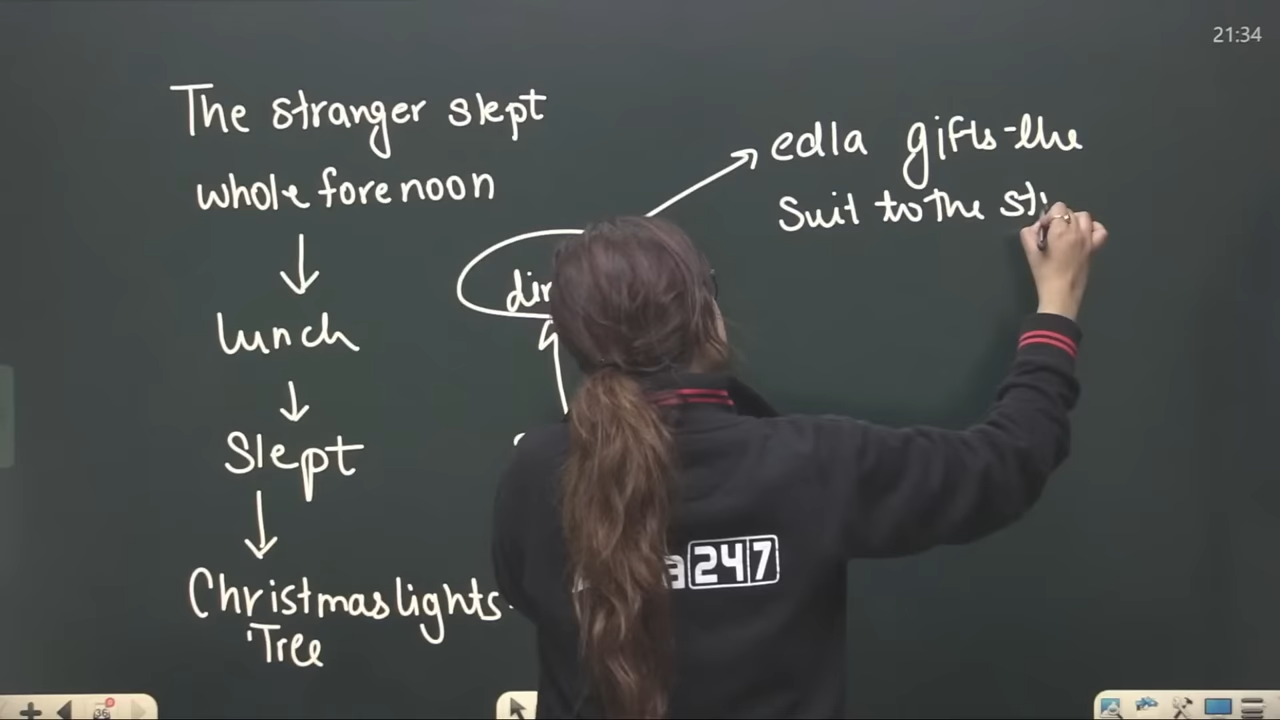 21:34
The stranger slept
whole forenoon
lunch
Slept
Christmas lights
Tree
edla gifts the
Suit to the
247
36